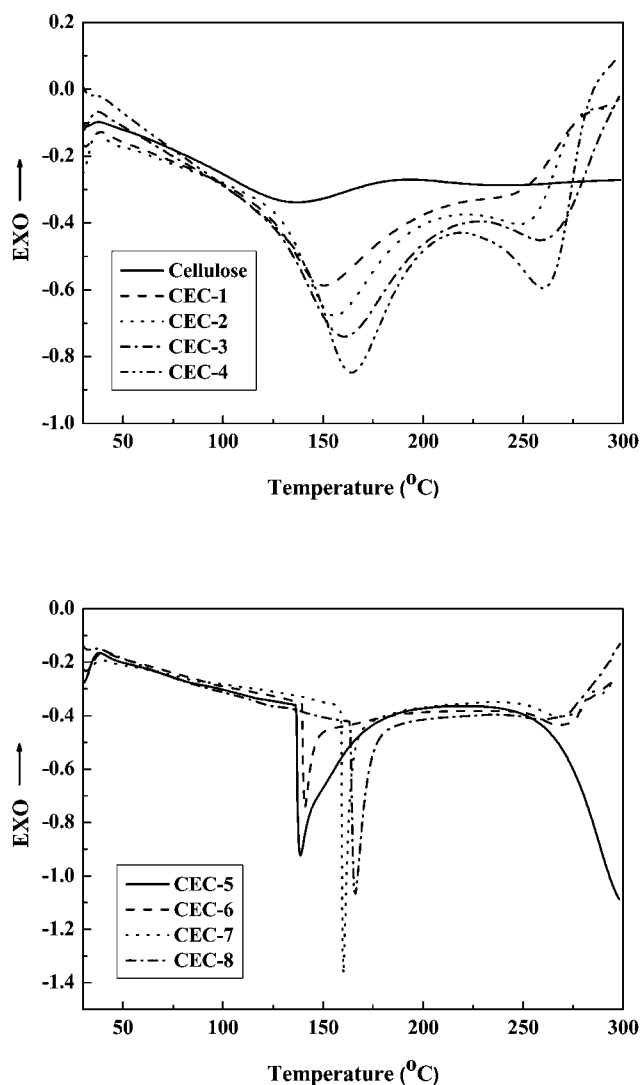 0.2
0.0
-0.2
-0.4
-0.6
-0.8
-1.0
EXO
Cellulose
CEC-1
CEC-2
CEC-3
CEC-4
50 100 150 200 250 300
Temperature (°C)
0.0
-0.2
-0.4
-0.6
-0.8
-1.0
-1.2
-1.4
EXO
CEC-5
CEC-6
CEC-7
CEC-8
50 100 150 200 250 300
Temperature (°C)